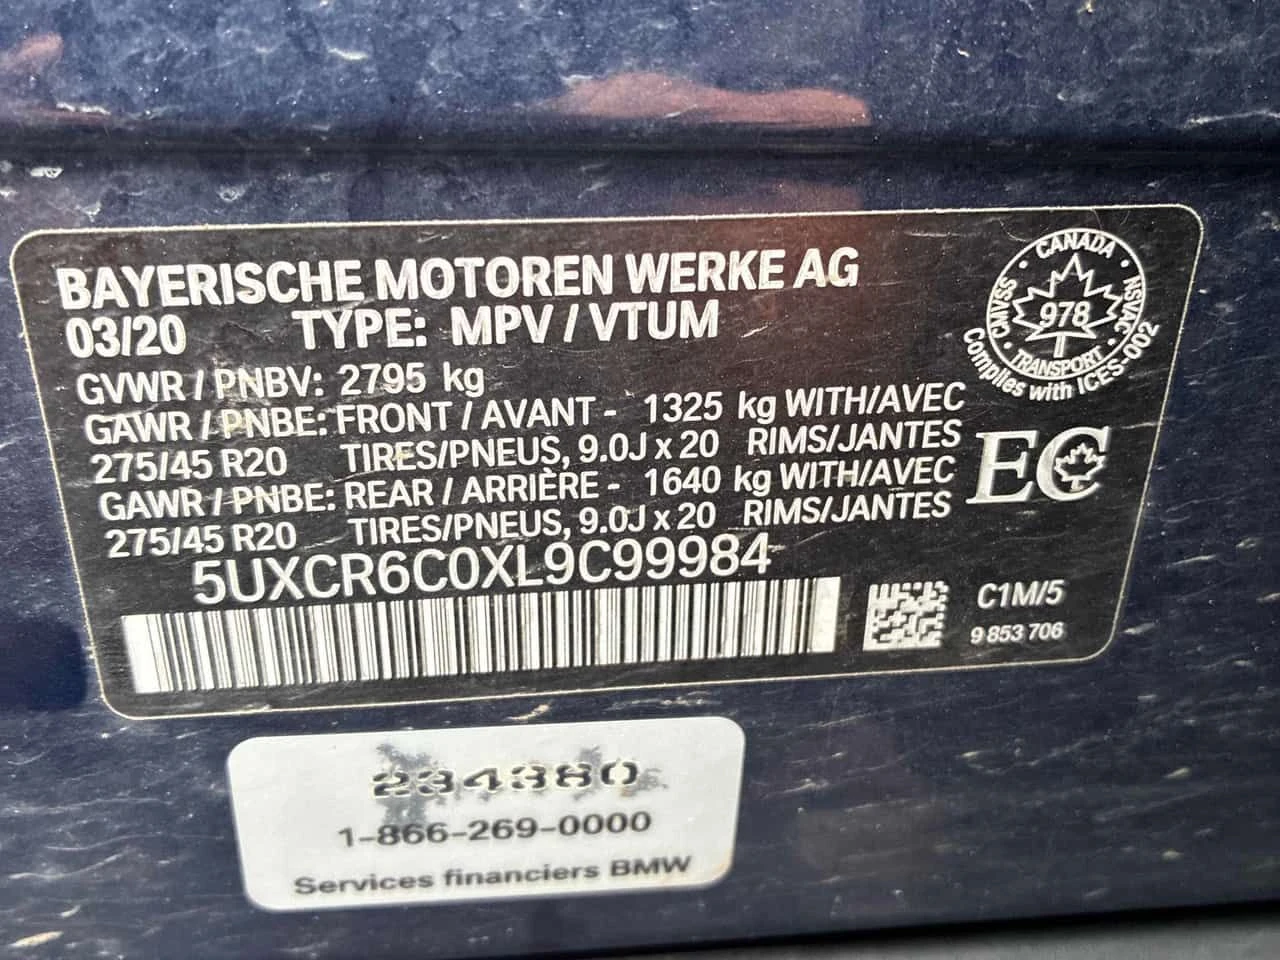 BAYERISCHE MOTOREN WERKE AG
03/20 TYPE: MPV / VTUM
GVWR / PNBV: 2795 kg
GAWR / PNBE: FRONT / AVANT - 1325 kg WITH/AVEC
275/45 R20 TIRES/PNEUS, 9.0J x 20 RIMS/JANTES
GAWR / PNBE: REAR / ARRIÈRE - 1640 kg WITH/AVEC
275/45 R20 TIRES/PNEUS, 9.0J x 20 RIMS/JANTES
5UXCR6C0XL9C99984
CANADA
NSVAC
TRANSPORT
CMVSS
978
Complies with ICES-002
EC
C1M/5
9 853 706
234380
1-866-269-0000
Services financiers BMW